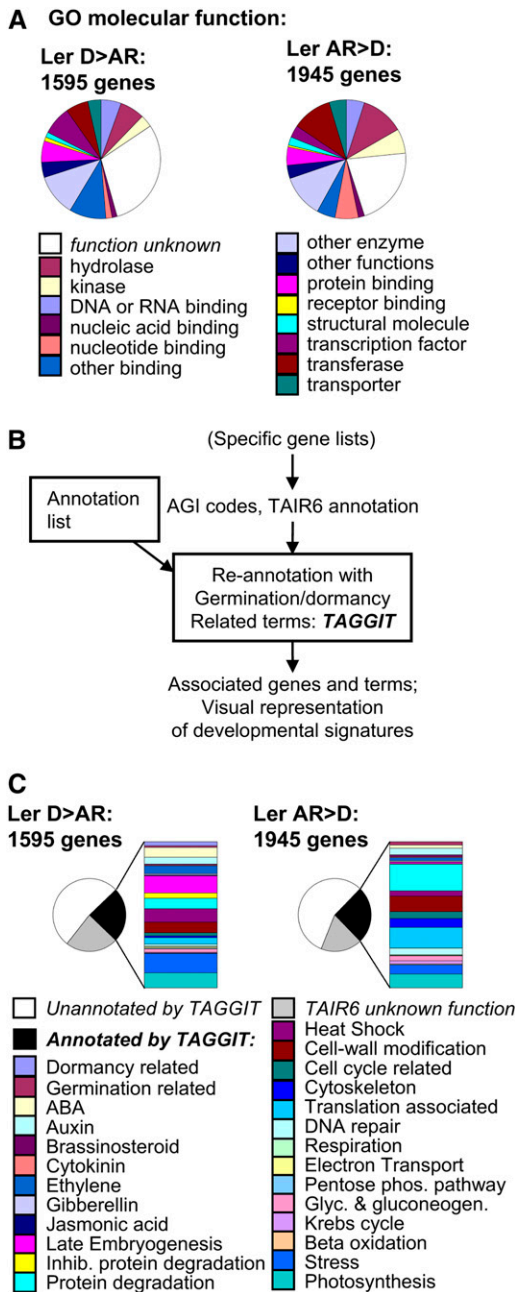 A GO molecular function:
Ler D>AR:
1595 genes
Ler AR>D:
1945 genes
function unknown
hydrolase
kinase
DNA or RNA binding
nucleic acid binding
nucleotide binding
other binding
other enzyme
other functions
protein binding
receptor binding
structural molecule
transcription factor
transferase
transporter
B
(Specific gene lists)
Annotation
list
AGI codes, TAIR6 annotation
Re-annotation with
Germination/dormancy
Related terms: TAGGIT
Associated genes and terms;
Visual representation
of developmental signatures
C
Ler D>AR:
1595 genes
Ler AR>D:
1945 genes
Unannotated by TAGGIT
Annotated by TAGGIT:
Dormancy related
Germination related
ABA
Auxin
Brassinosteroid
Cytokinin
Ethylene
Gibberellin
Jasmonic acid
Late Embryogenesis
Inhib. protein degradation
Protein degradation
TAIR6 unknown function
Heat Shock
Cell-wall modification
Cell cycle related
Cytoskeleton
Translation associated
DNA repair
Respiration
Electron Transport
Pentose phos. pathway
Glyc. & gluconeogen.
Krebs cycle
Beta oxidation
Stress
Photosynthesis